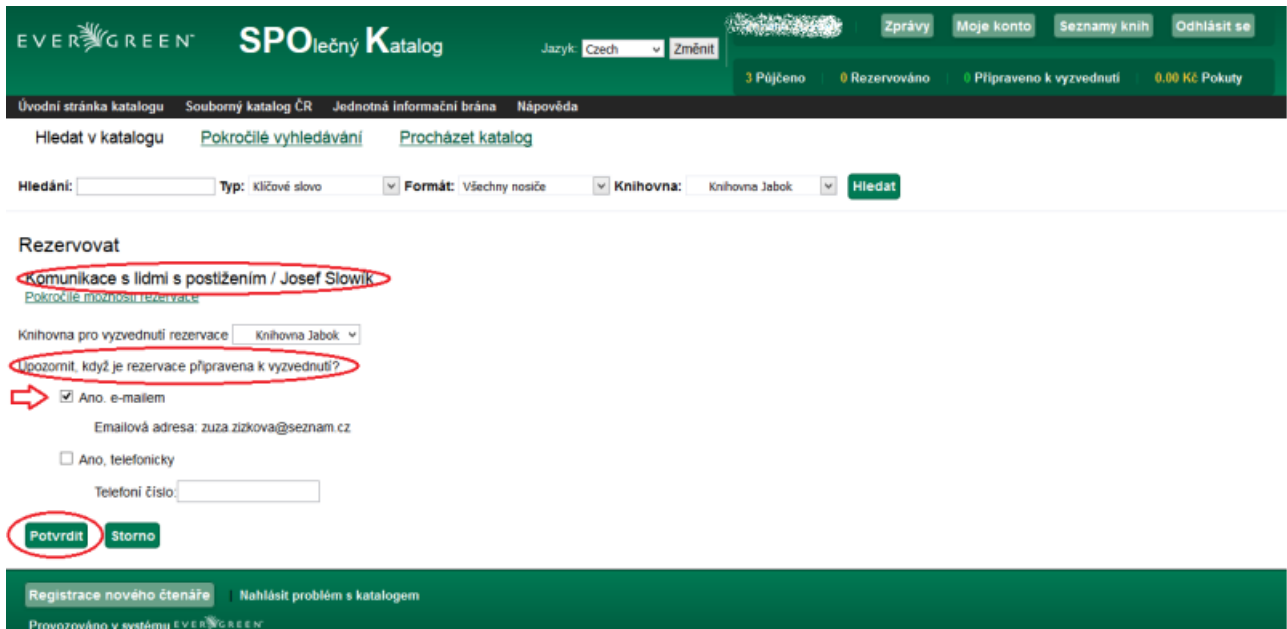 EVERGREEN SPOlečný Katalog Jazyk: Czech Změnit Zprávy Moje konto Seznamy knih Odhlásit se
3 Půjčeno 0 Rezervováno 0 Připraveno k vyzvednutí 0.00 Kč Pokuty
Úvodní stránka katalogu Souborný katalog ČR Jednotná informační brána Nápověda
Hledat v katalogu Pokročilé vyhledávání Procházet katalog
Hledání: Typ: Klíčové slovo Formát: Všechny nosiče Knihovna: Knihovna Jabok Hledat
Rezervovat
Komunikace s lidmi s postižením / Josef Slowik
Pokročilé možnosti rezervace
Knihovna pro vyzvednutí rezervace Knihovna Jabok
Upozornit, když je rezervace připravena k vyzvednutí?
Ano. e-mailem
Emailová adresa: zuza.zizkova@seznam.cz
Ano, telefonicky
Telefoní číslo:
Potvrdit Storno
Registrace nového čtenáře Nahlásit problém s katalogem
Provozováno v systému EVERGREEN